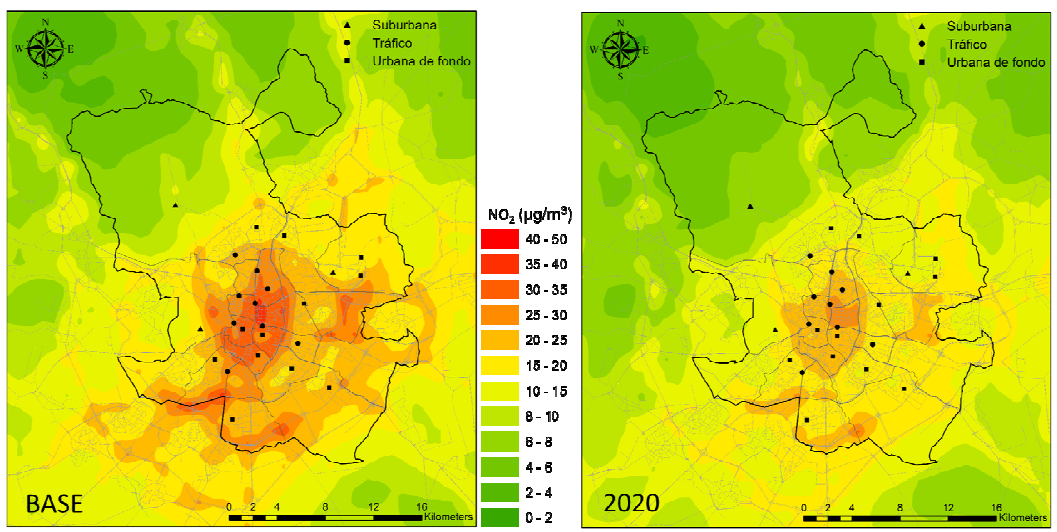 N
W E
S
Suburbana
Tráfico
Urbana de fondo
BASE
0 2 4 8 12 16
Kilometers
NO₂ (µg/m³)
40 - 50
35 - 40
30 - 35
25 - 30
20 - 25
15 - 20
10 - 15
8 - 10
6 - 8
4 - 6
2 - 4
0 - 2
N
W E
S
Suburbana
Tráfico
Urbana de fondo
2020
0 2 4 8 12 16
Kilometers